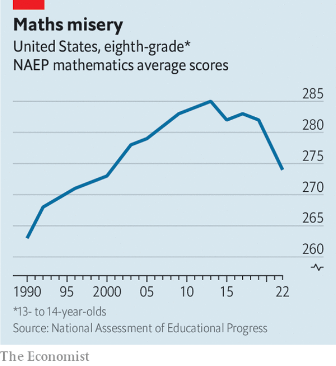 Maths misery
United States, eighth-grade*
NAEP mathematics average scores
285
280
275
270
265
260
1990 95 2000 05 10 15 22
*13- to 14-year-olds
Source: National Assessment of Educational Progress
The Economist